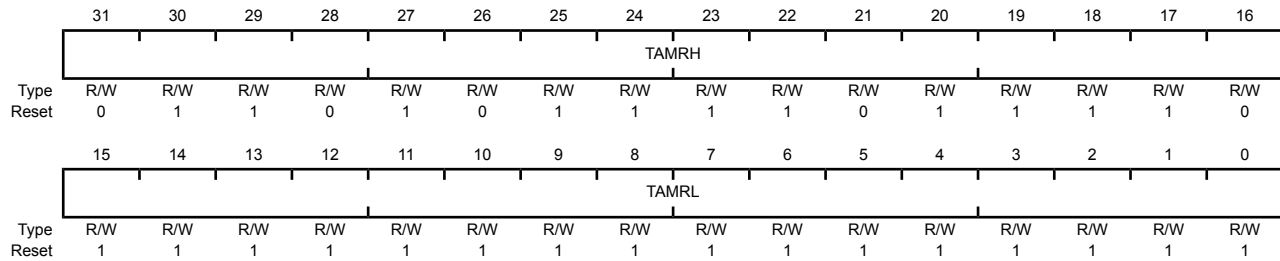 31 30 29 28 27 26 25 24 23 22 21 20 19 18 17 16
TAMRH
Type R/W R/W R/W R/W R/W R/W R/W R/W R/W R/W R/W R/W R/W R/W R/W R/W
Reset 0 1 1 0 1 0 1 1 1 1 0 1 1 1 1 0
15 14 13 12 11 10 9 8 7 6 5 4 3 2 1 0
TAMRL
Type R/W R/W R/W R/W R/W R/W R/W R/W R/W R/W R/W R/W R/W R/W R/W R/W
Reset 1 1 1 1 1 1 1 1 1 1 1 1 1 1 1 1